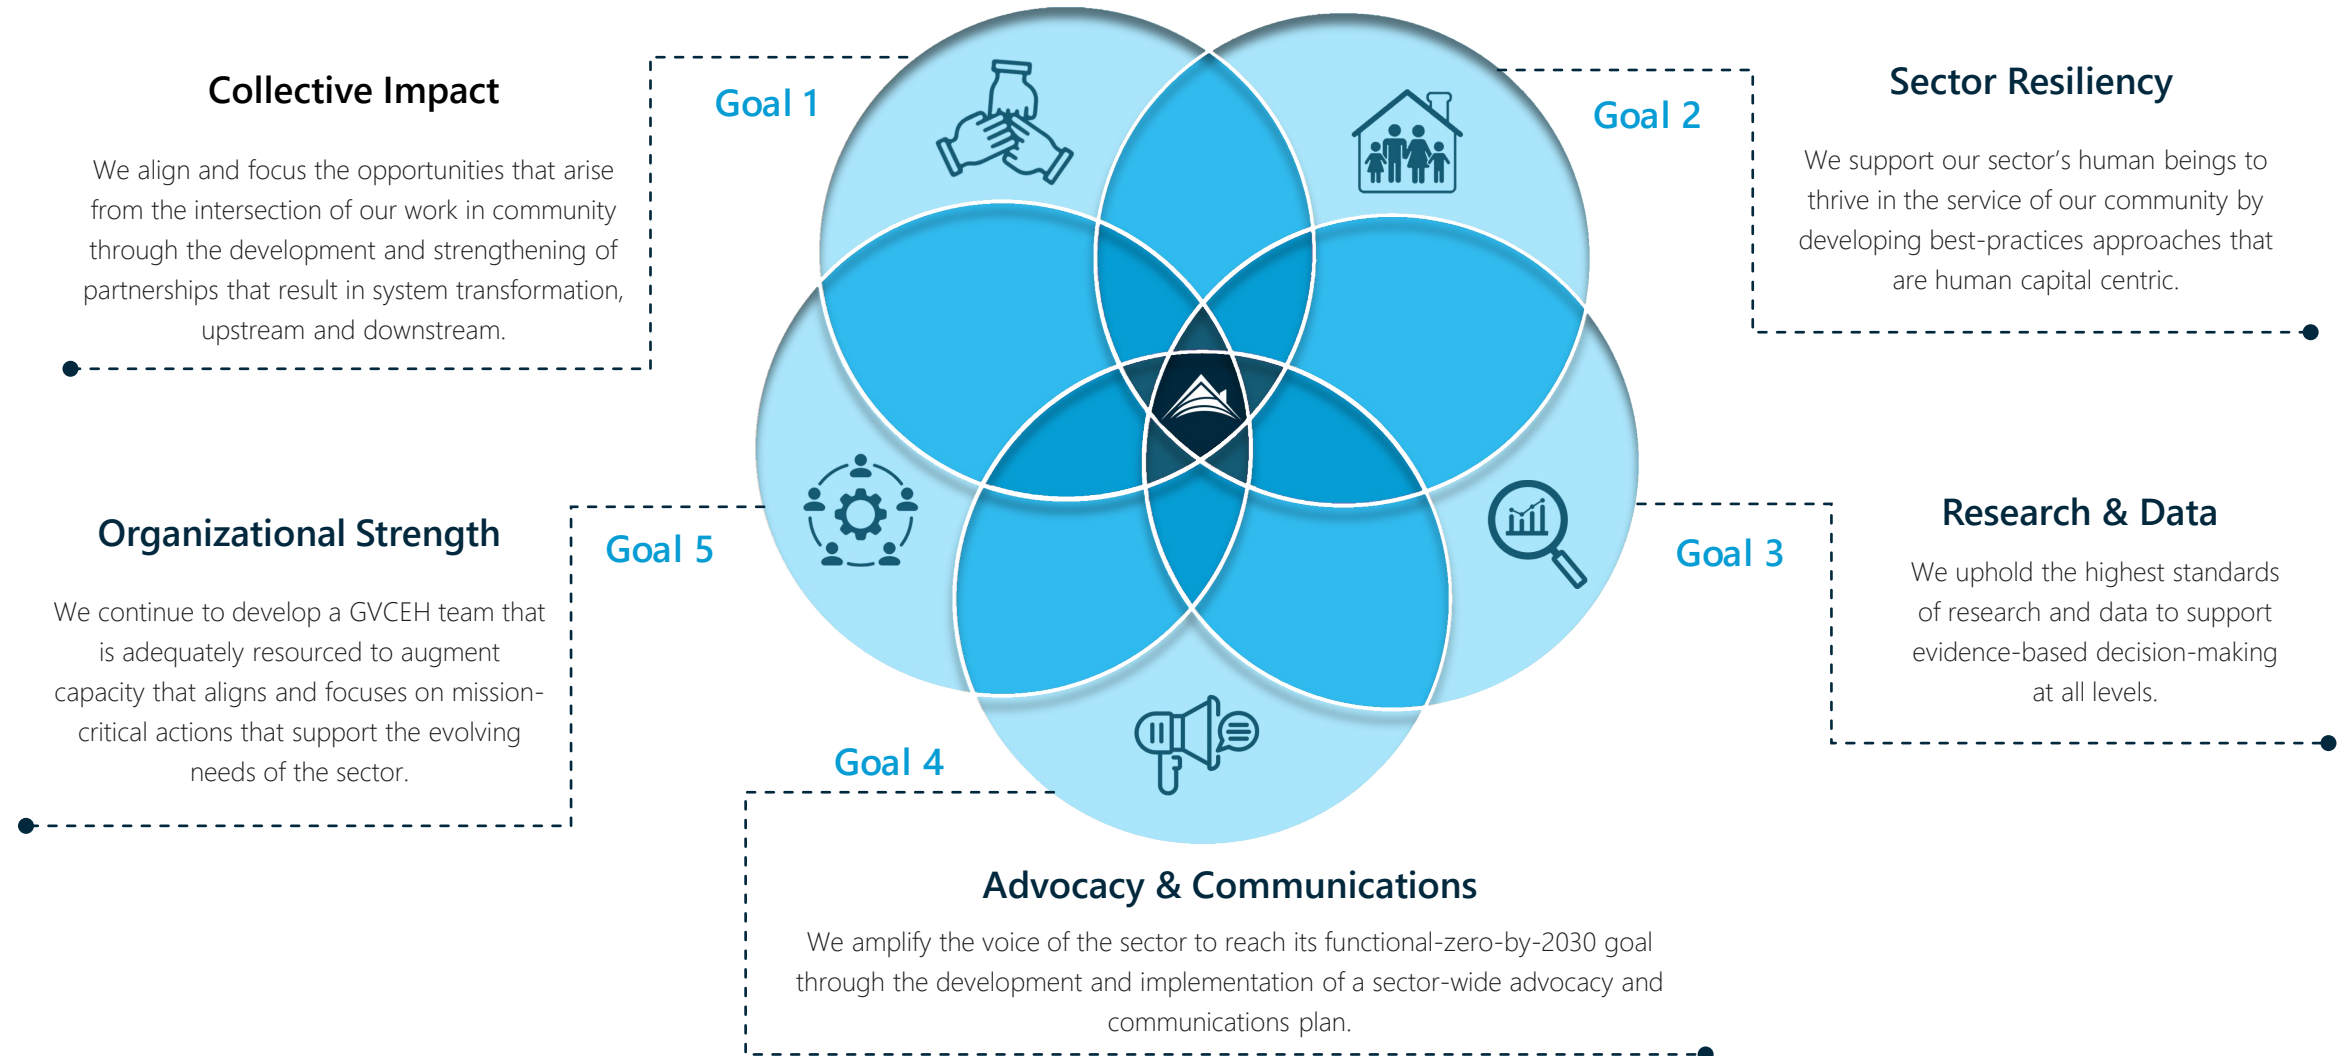 Collective Impact
We align and focus the opportunities that arise
from the intersection of our work in community
through the development and strengthening of
partnerships that result in system transformation,
upstream and downstream.
Goal 1
Goal 2
Sector Resiliency
We support our sector’s human beings to
thrive in the service of our community by
developing best-practices approaches that
are human capital centric.
Goal 3
Research & Data
We uphold the highest standards
of research and data to support
evidence-based decision-making
at all levels.
Goal 4
Advocacy & Communications
We amplify the voice of the sector to reach its functional-zero-by-2030 goal
through the development and implementation of a sector-wide advocacy and
communications plan.
Goal 5
Organizational Strength
We continue to develop a GVCEH team that
is adequately resourced to augment
capacity that aligns and focuses on mission-
critical actions that support the evolving
needs of the sector.